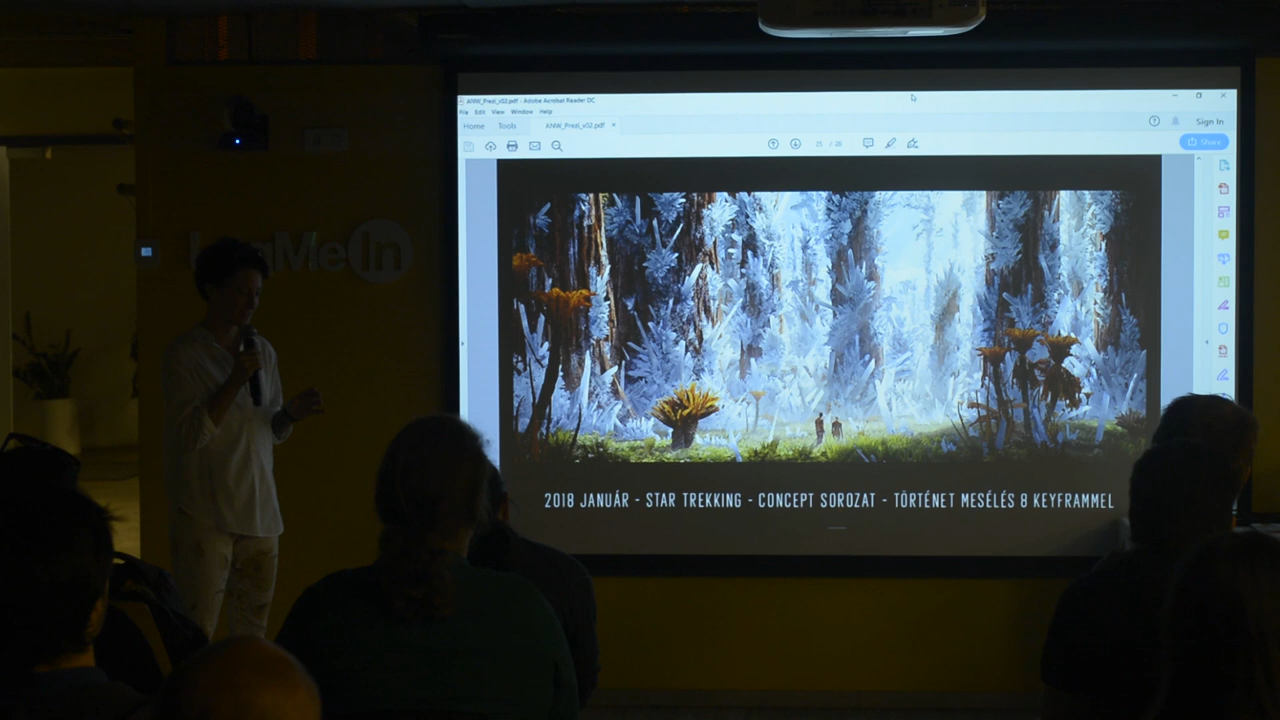 ANW_Prezi_v02.pdf - Adobe Acrobat Reader DC
File Edit View Window Help
Home Tools ANW_Prezi_v02.pdf Sign In
Share
LogMeIn
2018 JANUÁR - STAR TREKKING - CONCEPT SOROZAT - TÖRTÉNET MESÉLÉS 8 KEYFRAMMEL